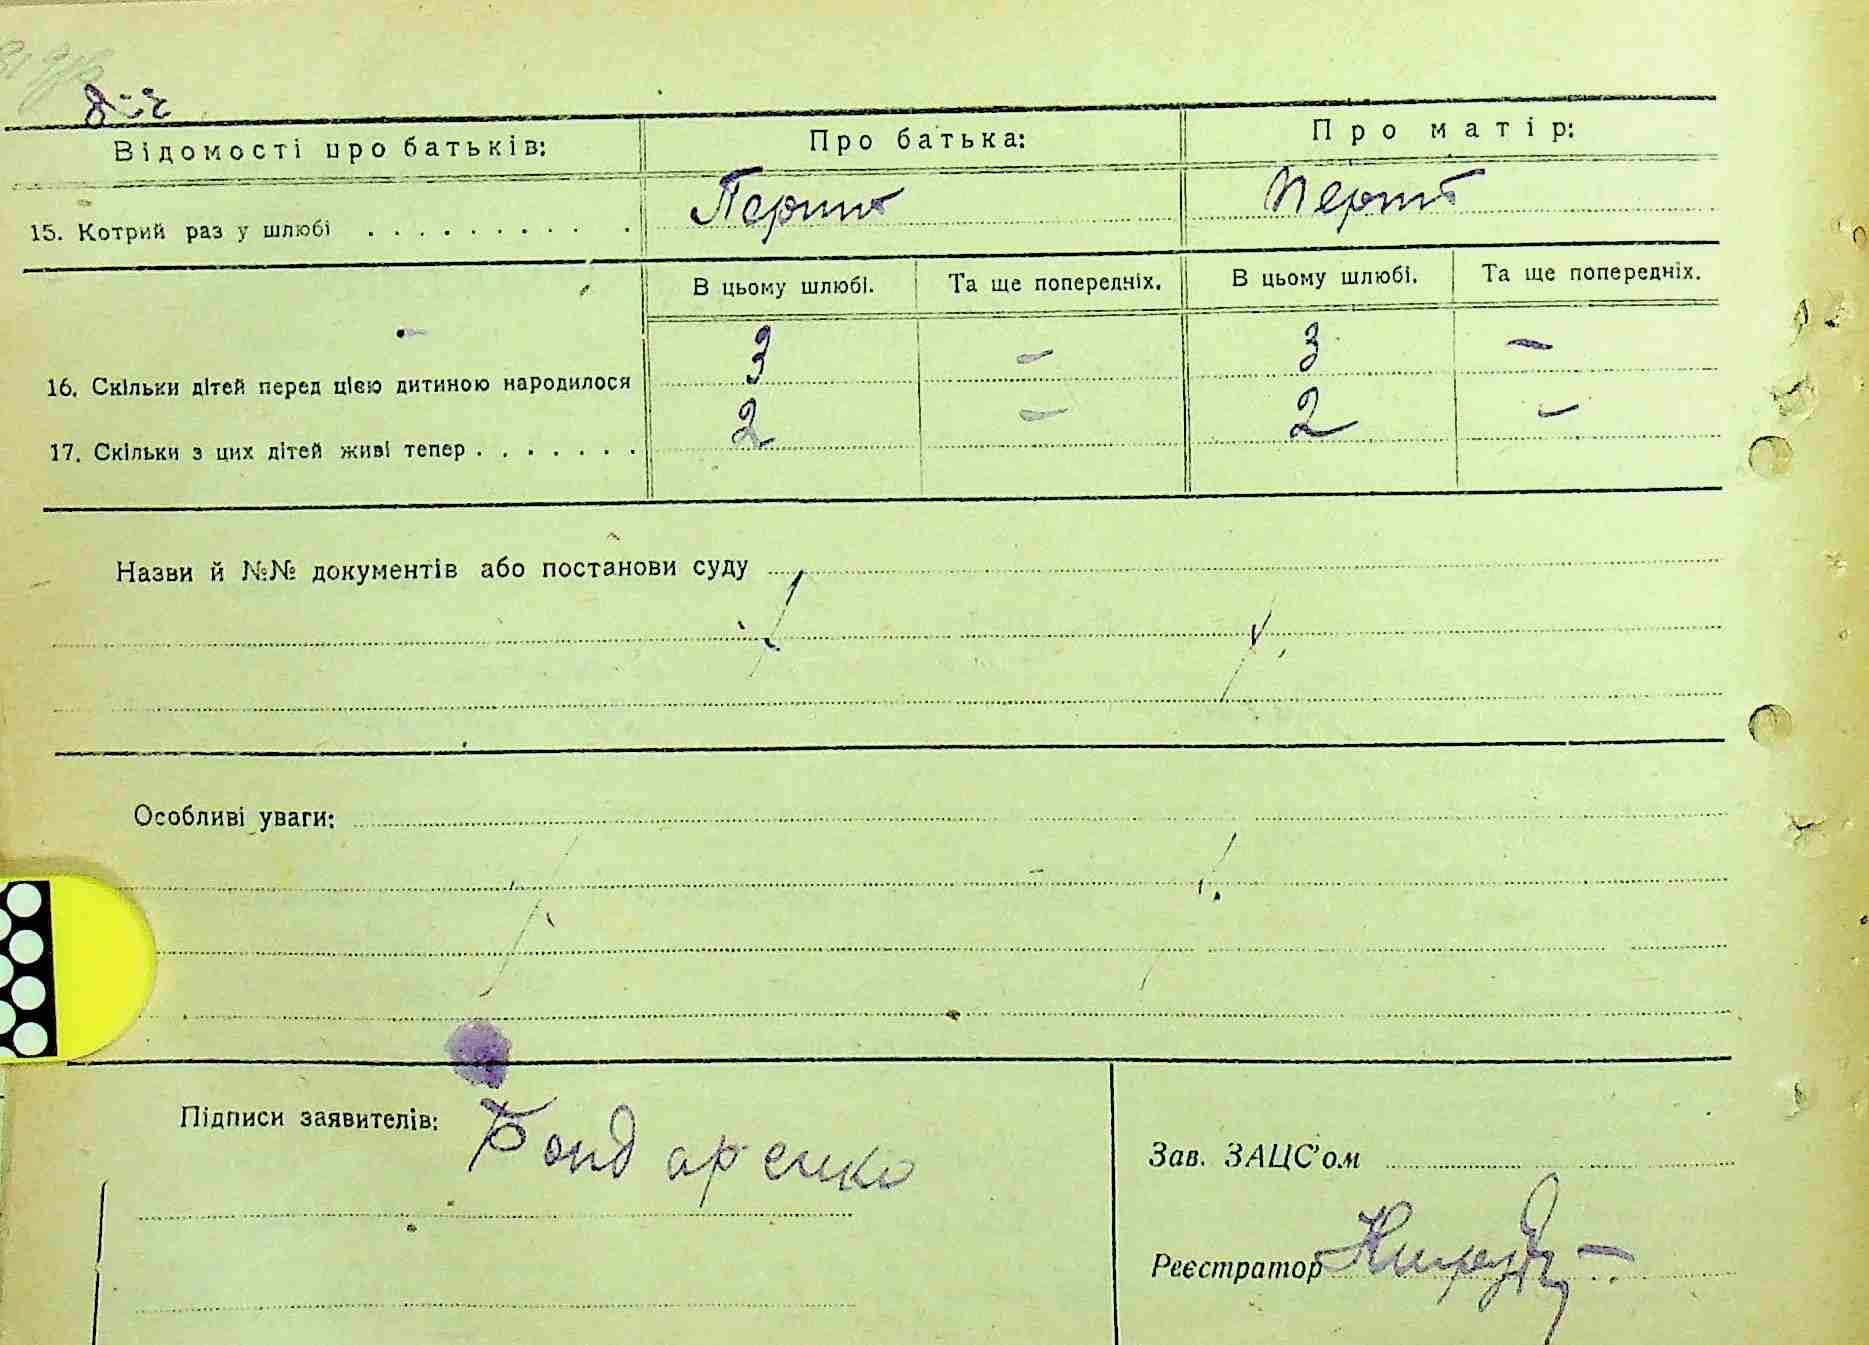 Відомості про батьків: Про батька: Про матір:
15. Котрий раз у шлюбі . . . . . . . . . . . Перший Перший
В цьому шлюбі. Та ще попередніх. В цьому шлюбі. Та ще попередніх.
16. Скільки дітей перед цією дитиною народилося 3 – 3 –
17. Скільки з цих дітей живі тепер . . . . . . . 2 – 2 –
Назви й №№ документів або постанови суду
Особливі уваги:
Підписи заявителів: Бондаренко
Зав. ЗАЦС'ом
Реєстратор